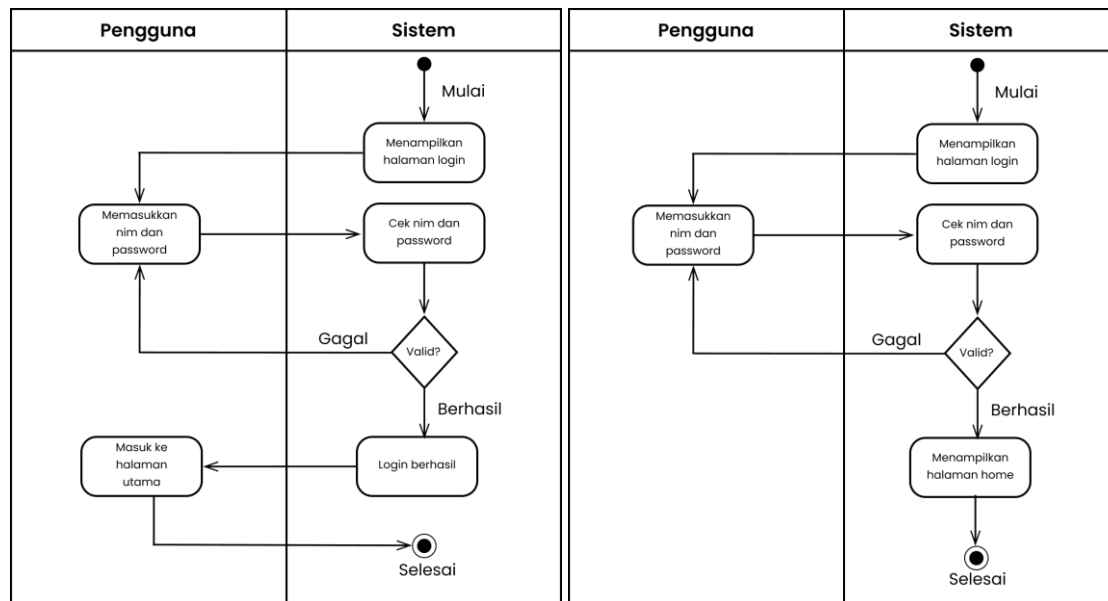 Pengguna
Sistem
Mulai
Menampilkan
halaman login
Memasukkan
nim dan
password
Cek nim dan
password
Gagal
Valid?
Berhasil
Masuk ke
halaman
utama
Login berhasil
Selesai
Pengguna
Sistem
Mulai
Menampilkan
halaman login
Memasukkan
nim dan
password
Cek nim dan
password
Gagal
Valid?
Berhasil
Menampilkan
halaman home
Selesai